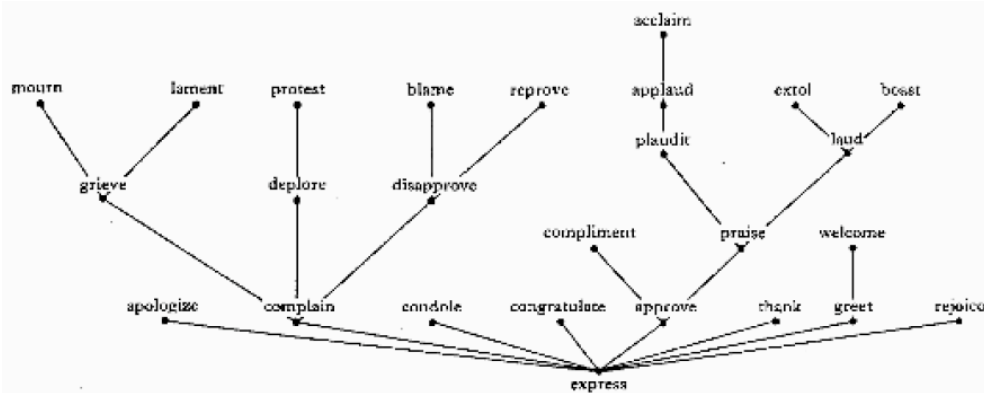 acclaim
mourn lament protest blame reprove applaud extol boast
plaudit laud
grieve deplore disapprove
compliment praise welcome
apologize complain condole congratulate approve thank greet rejoice
express